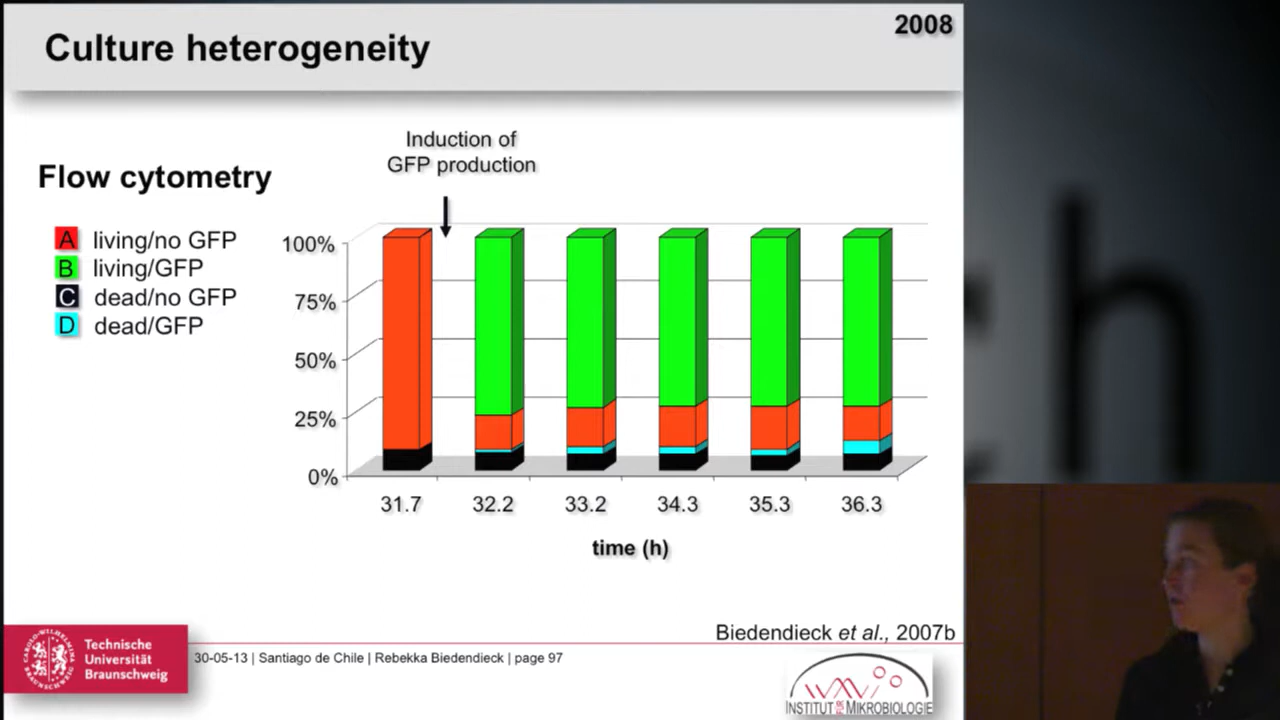 2008
Culture heterogeneity
Induction of
GFP production
Flow cytometry
A living/no GFP
B living/GFP
C dead/no GFP
D dead/GFP
100%
75%
50%
25%
0%
31.7 32.2 33.2 34.3 35.3 36.3
time (h)
Biedendieck et al., 2007b
Technische
Universität
Braunschweig
30-05-13 | Santiago de Chile | Rebekka Biedendieck | page 97
INSTITUT FÜR MIKROBIOLOGIE
h